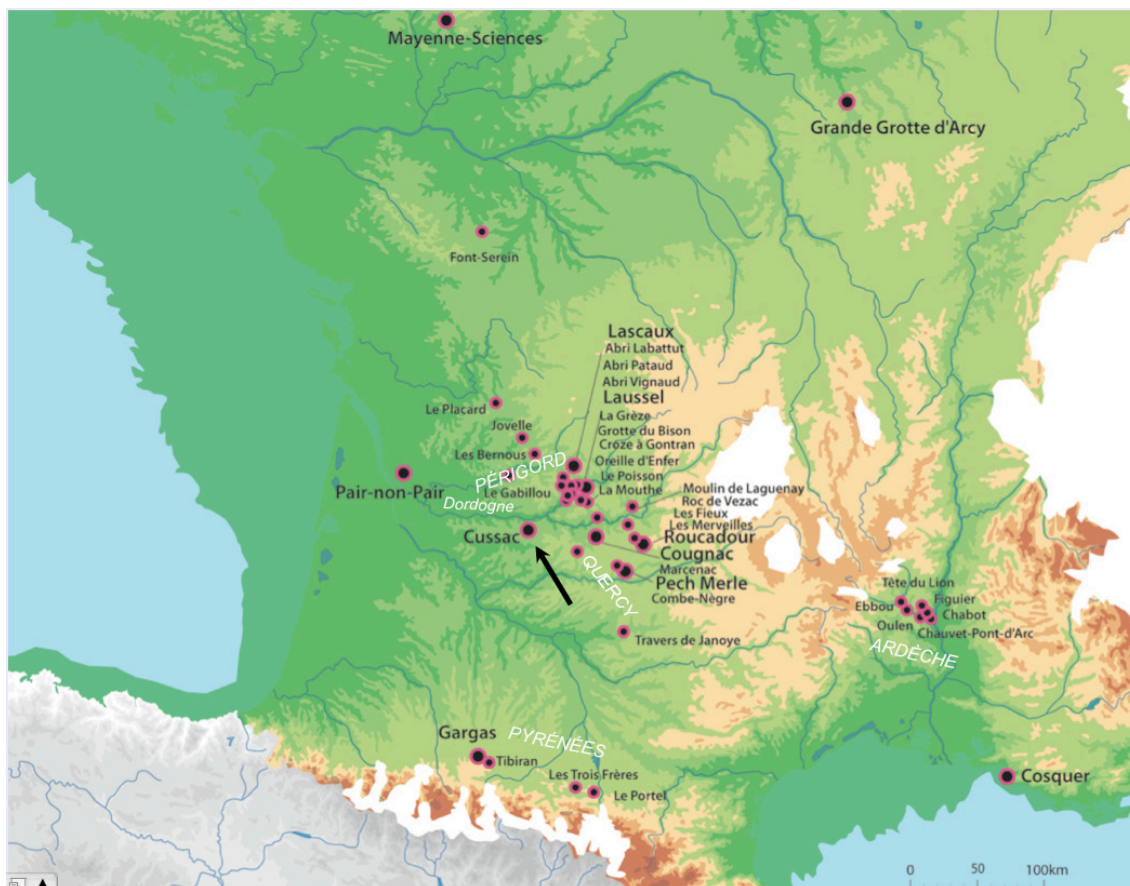 Mayenne-Sciences
Grande Grotte d'Arcy
Font-Serein
Lascaux
Abri Labattut
Abri Pataud
Abri Vignaud
Laussel
La Grèze
Grotte du Bison
Croze à Gontran
Oreille d'Enfer
Le Poisson
La Mouthe
Le Placard
Jovelle
Les Bernous
PÉRIGORD
Le Gabillou
Pair-non-Pair
Dordogne
Cussac
Moulin de Laguenay
Roc de Vezac
Les Fieux
Les Merveilles
Roucadour
Cougnac
Marcenac
Pech Merle
Combe-Nègre
QUERCY
Travers de Janoye
Tête du Lion
Ebbou
Figuier
Chabot
Oulen
Chauvet-Pont-d'Arc
ARDÈCHE
Gargas
PYRÉNÉES
Tibiran
Les Trois Frères
Le Portel
Cosquer
0 50 100km